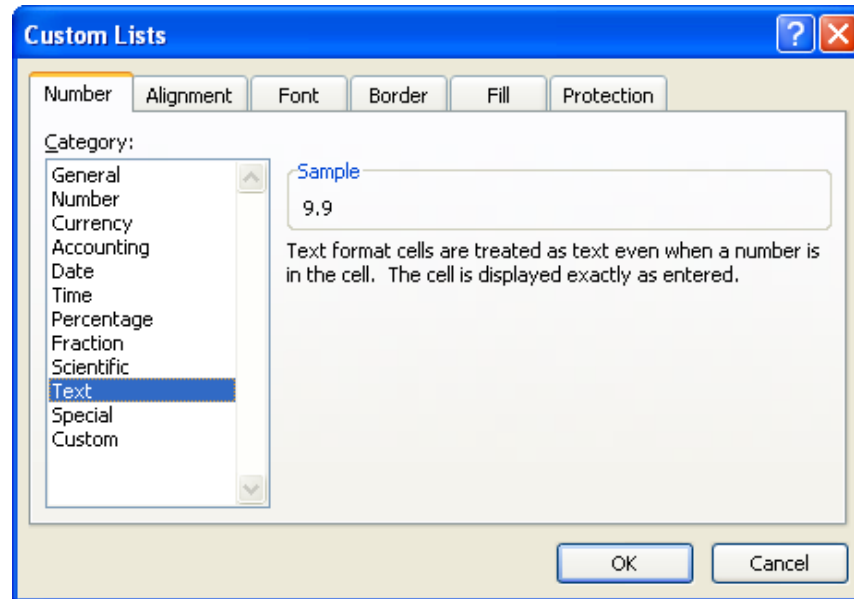 Custom Lists
Number Alignment Font Border Fill Protection
Category:
General
Number
Currency
Accounting
Date
Time
Percentage
Fraction
Scientific
Text
Special
Custom
Sample
9.9
Text format cells are treated as text even when a number is
in the cell. The cell is displayed exactly as entered.
OK Cancel